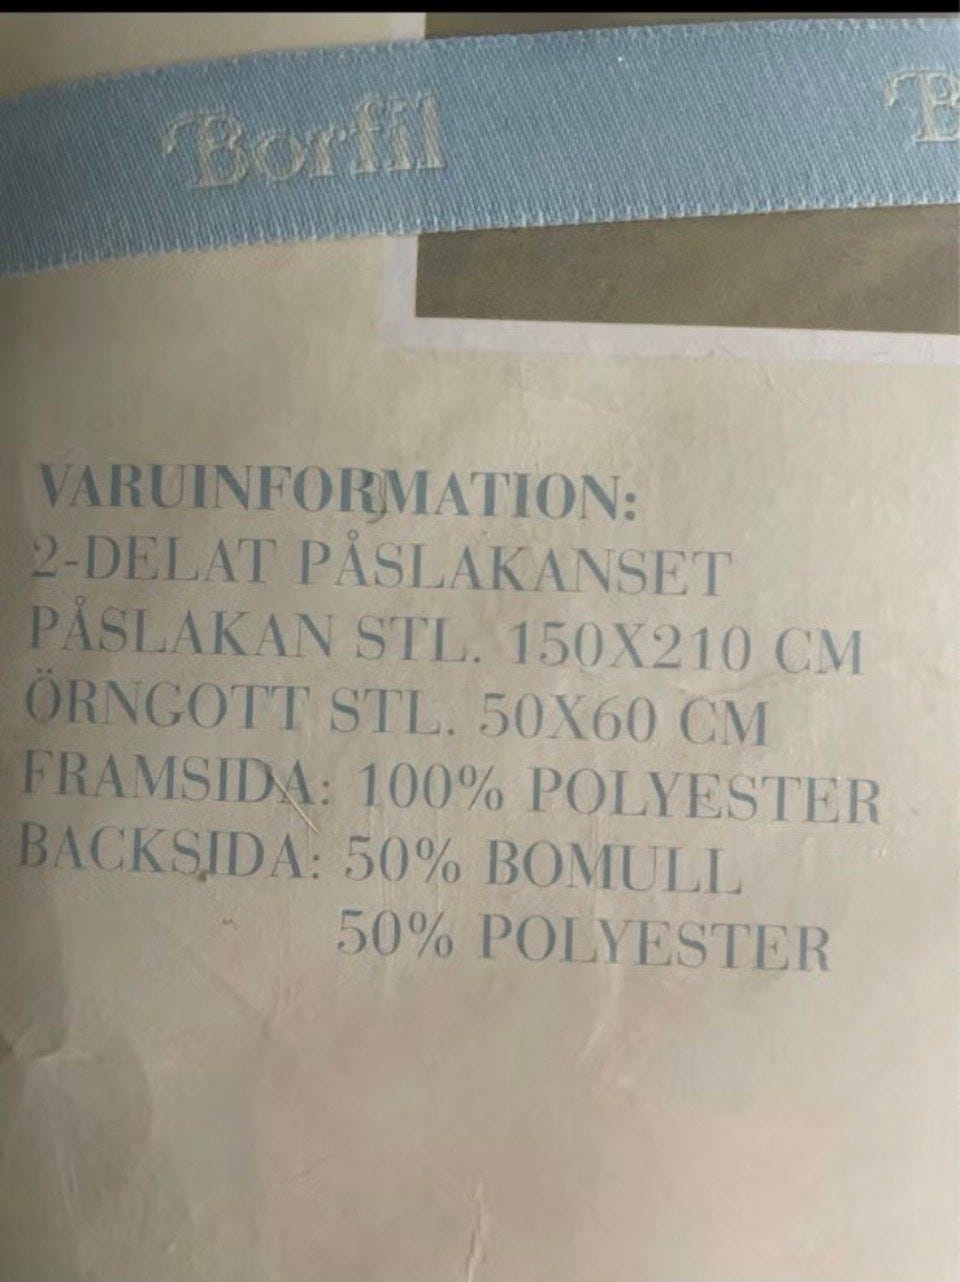 Borfil B
VARUINFORMATION:
2-DELAT PÅSLAKANSET
PÅSLAKAN STL. 150X210 CM
ÖRNGOTT STL. 50X60 CM
FRAMSIDA: 100% POLYESTER
BACKSIDA: 50% BOMULL
50% POLYESTER